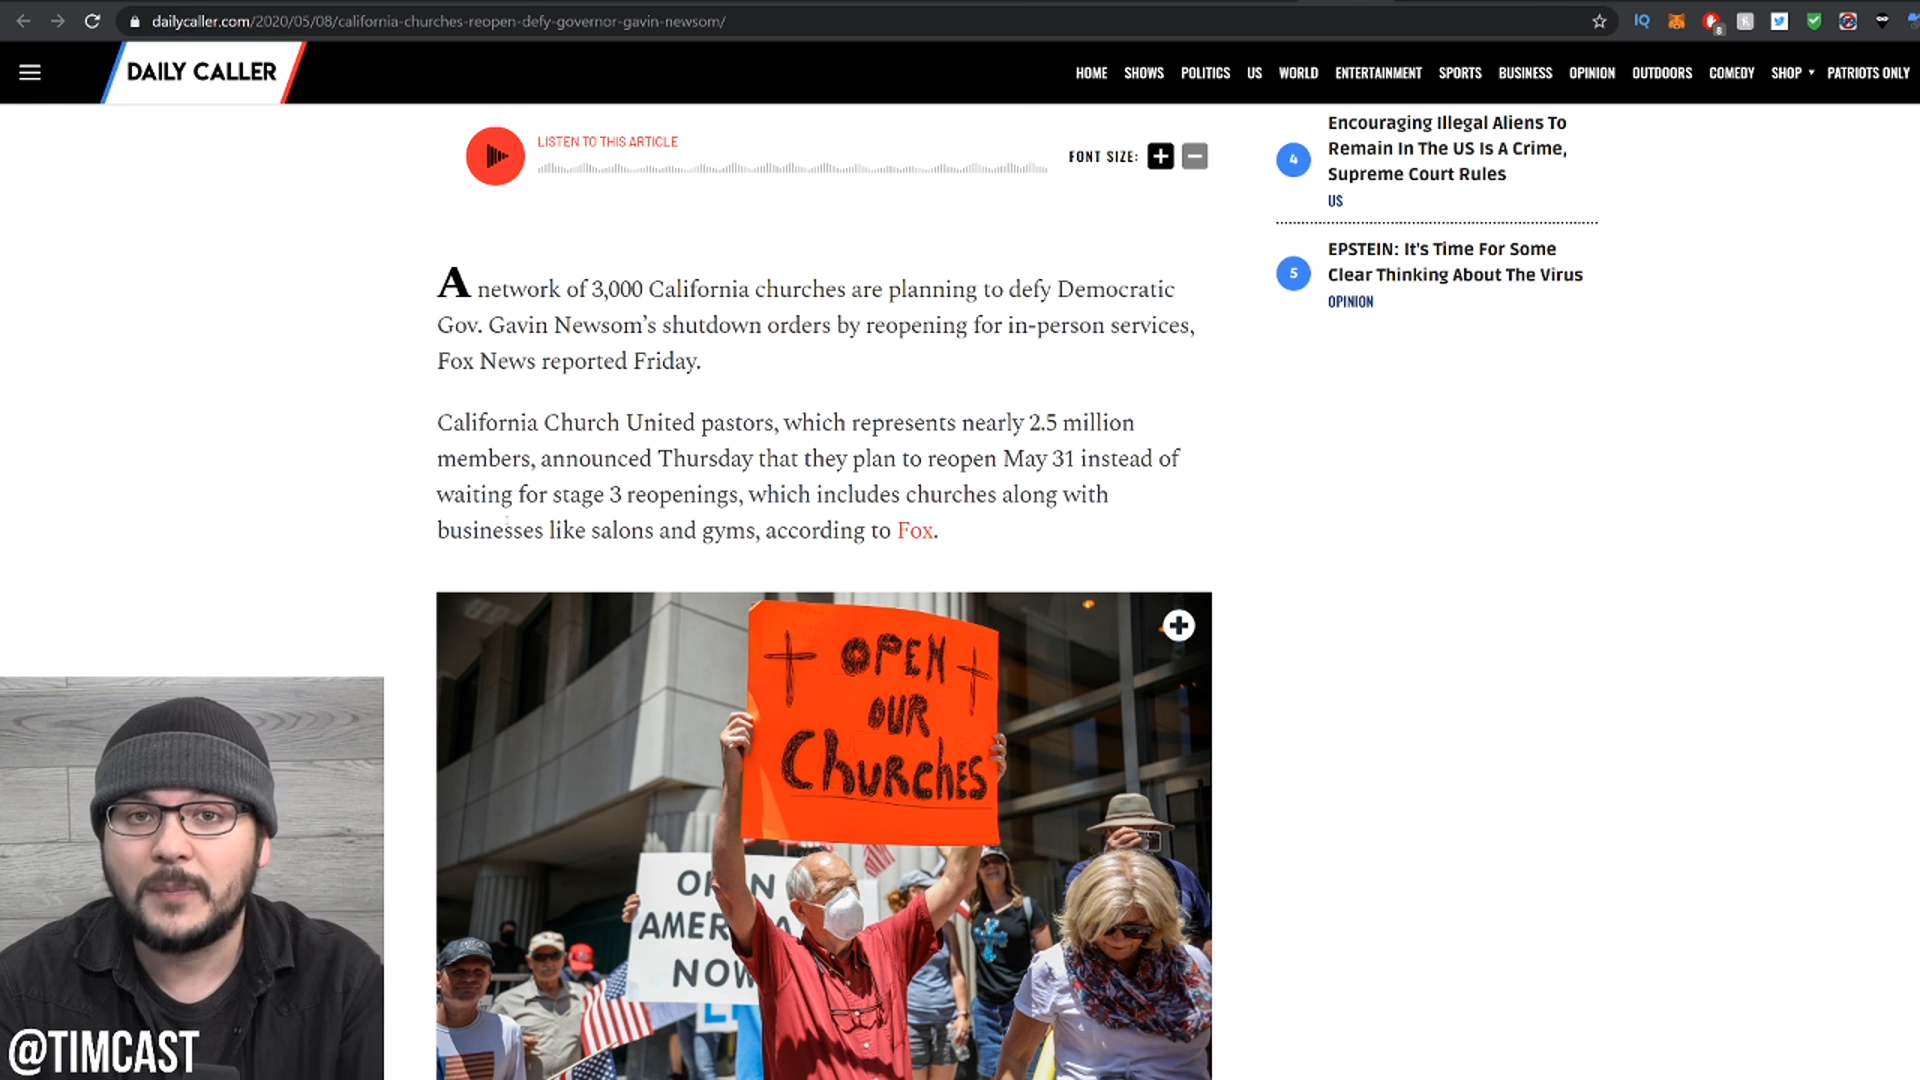 dailycaller.com/2020/05/08/california-churches-reopen-defy-governor-gavin-newsom/
IQ
8
DAILY CALLER
HOME SHOWS POLITICS US WORLD ENTERTAINMENT SPORTS BUSINESS OPINION OUTDOORS COMEDY SHOP PATRIOTS ONLY
LISTEN TO THIS ARTICLE
FONT SIZE:
4
Encouraging Illegal Aliens To
Remain In The US Is A Crime,
Supreme Court Rules
US
5
EPSTEIN: It's Time For Some
Clear Thinking About The Virus
OPINION
A network of 3,000 California churches are planning to defy Democratic
Gov. Gavin Newsom’s shutdown orders by reopening for in-person services,
Fox News reported Friday.
California Church United pastors, which represents nearly 2.5 million
members, announced Thursday that they plan to reopen May 31 instead of
waiting for stage 3 reopenings, which includes churches along with
businesses like salons and gyms, according to Fox.
OPEN
OUR
CHURCHES
OPEN
AMERICA
NOW
@TIMCAST